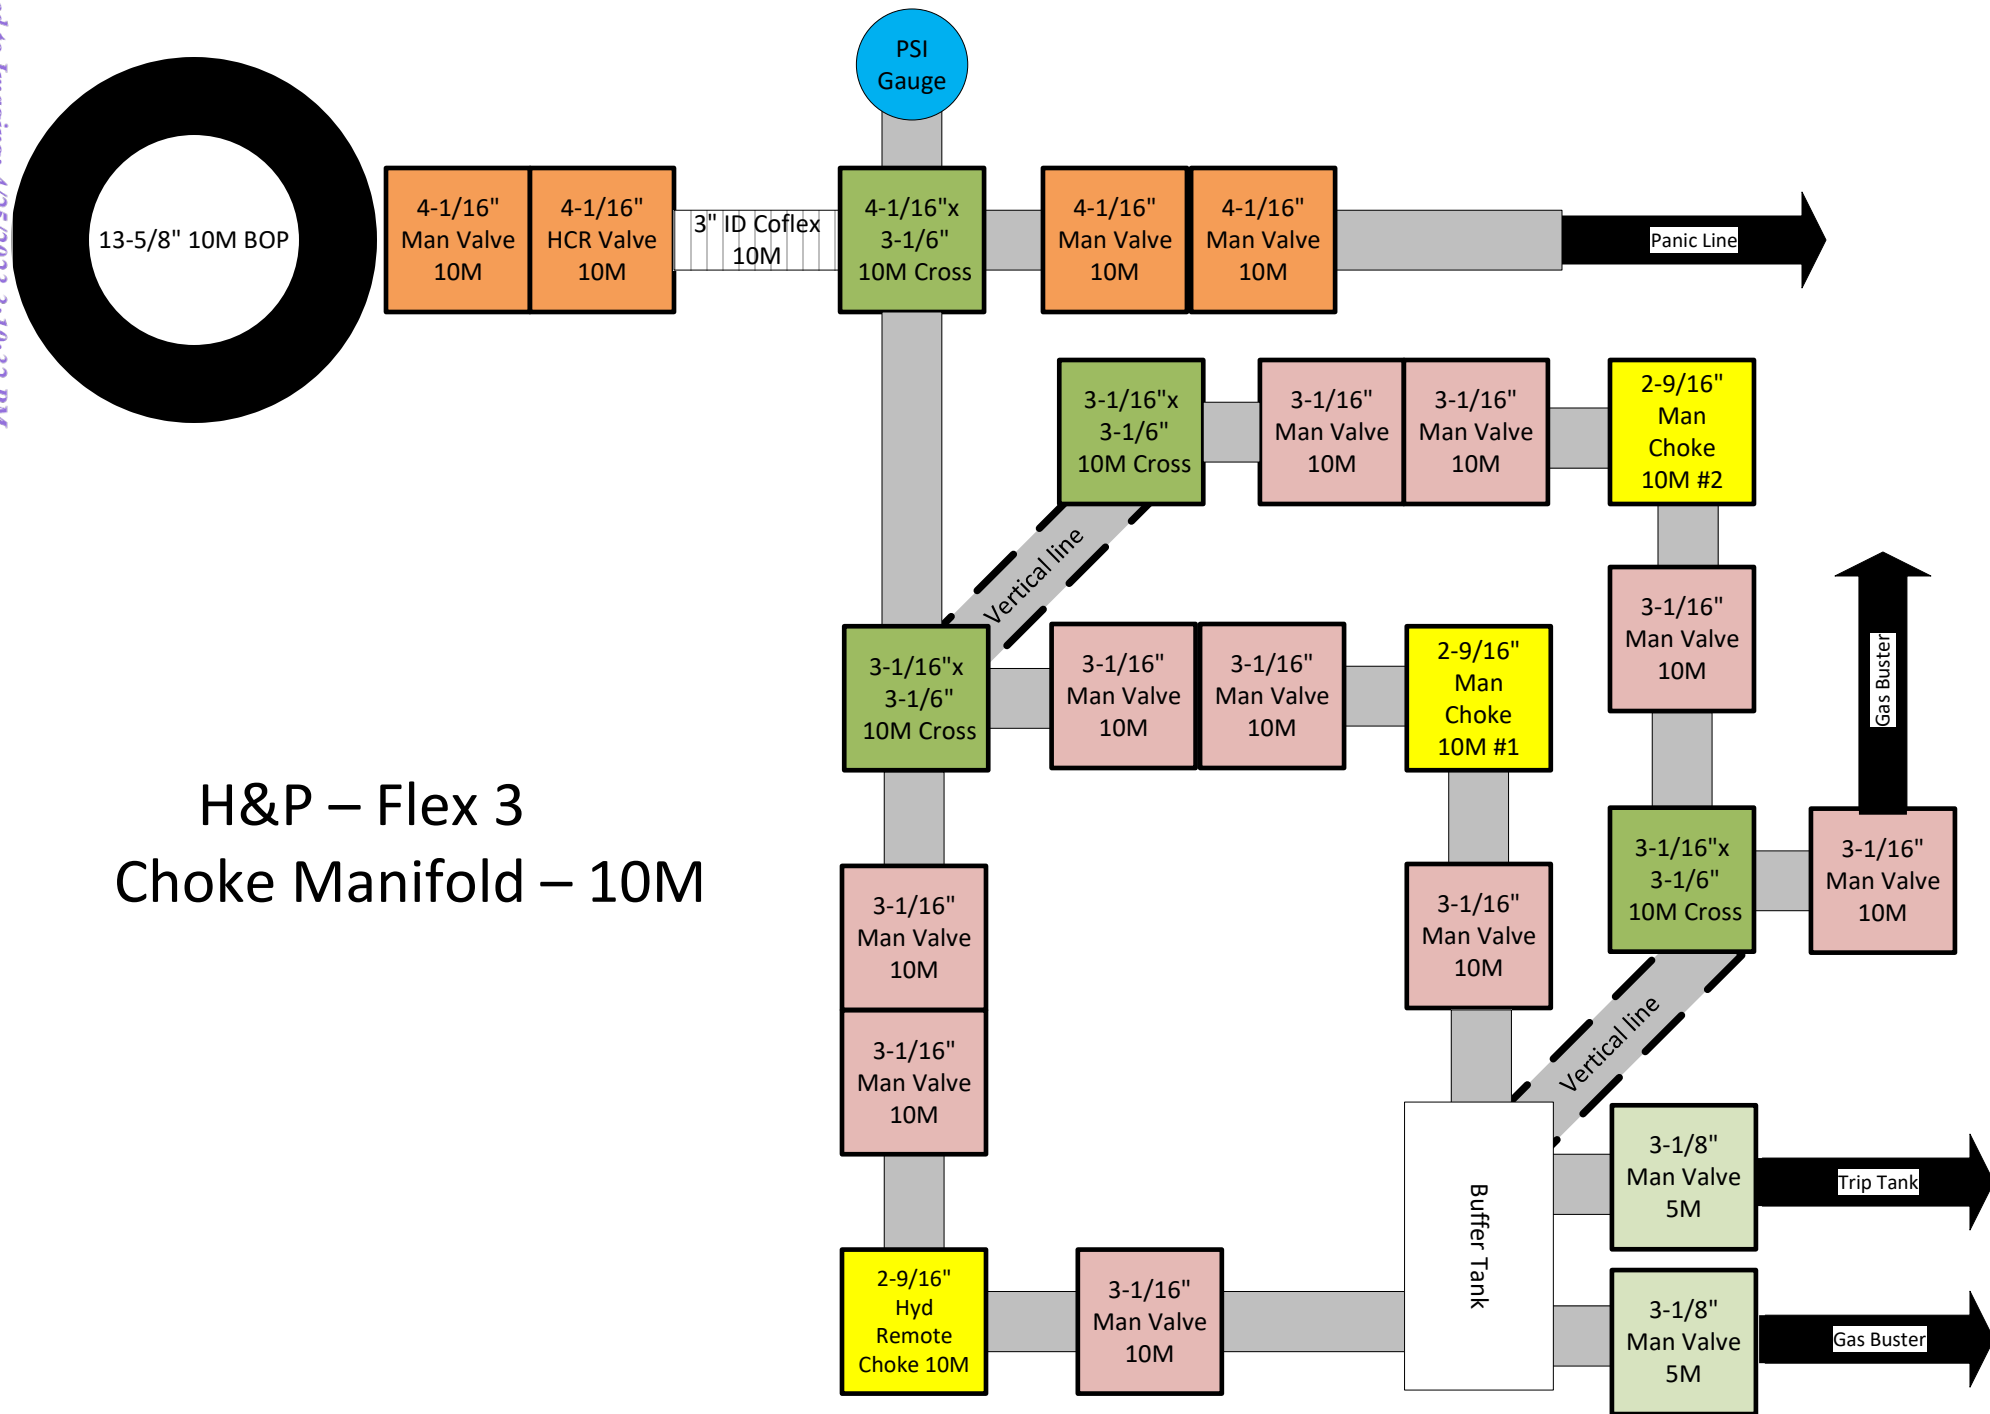 PSI
Gauge
13-5/8" 10M BOP
4-1/16"
Man Valve
10M
4-1/16"
HCR Valve
10M
3" ID Coflex
10M
4-1/16"x
3-1/6"
10M Cross
4-1/16"
Man Valve
10M
4-1/16"
Man Valve
10M
Panic Line
3-1/16"x
3-1/6"
10M Cross
3-1/16"
Man Valve
10M
3-1/16"
Man Valve
10M
2-9/16"
Man
Choke
10M #2
Vertical line
3-1/16"
Man Valve
10M
Gas Buster
3-1/16"x
3-1/6"
10M Cross
3-1/16"
Man Valve
10M
3-1/16"
Man Valve
10M
2-9/16"
Man
Choke
10M #1
H&P – Flex 3
Choke Manifold – 10M
3-1/16"
Man Valve
10M
3-1/16"
Man Valve
10M
3-1/16"x
3-1/6"
10M Cross
3-1/16"
Man Valve
10M
3-1/16"
Man Valve
10M
Vertical line
Buffer Tank
3-1/8"
Man Valve
5M
Trip Tank
2-9/16"
Hyd
Remote
Choke 10M
3-1/16"
Man Valve
10M
3-1/8"
Man Valve
5M
Gas Buster